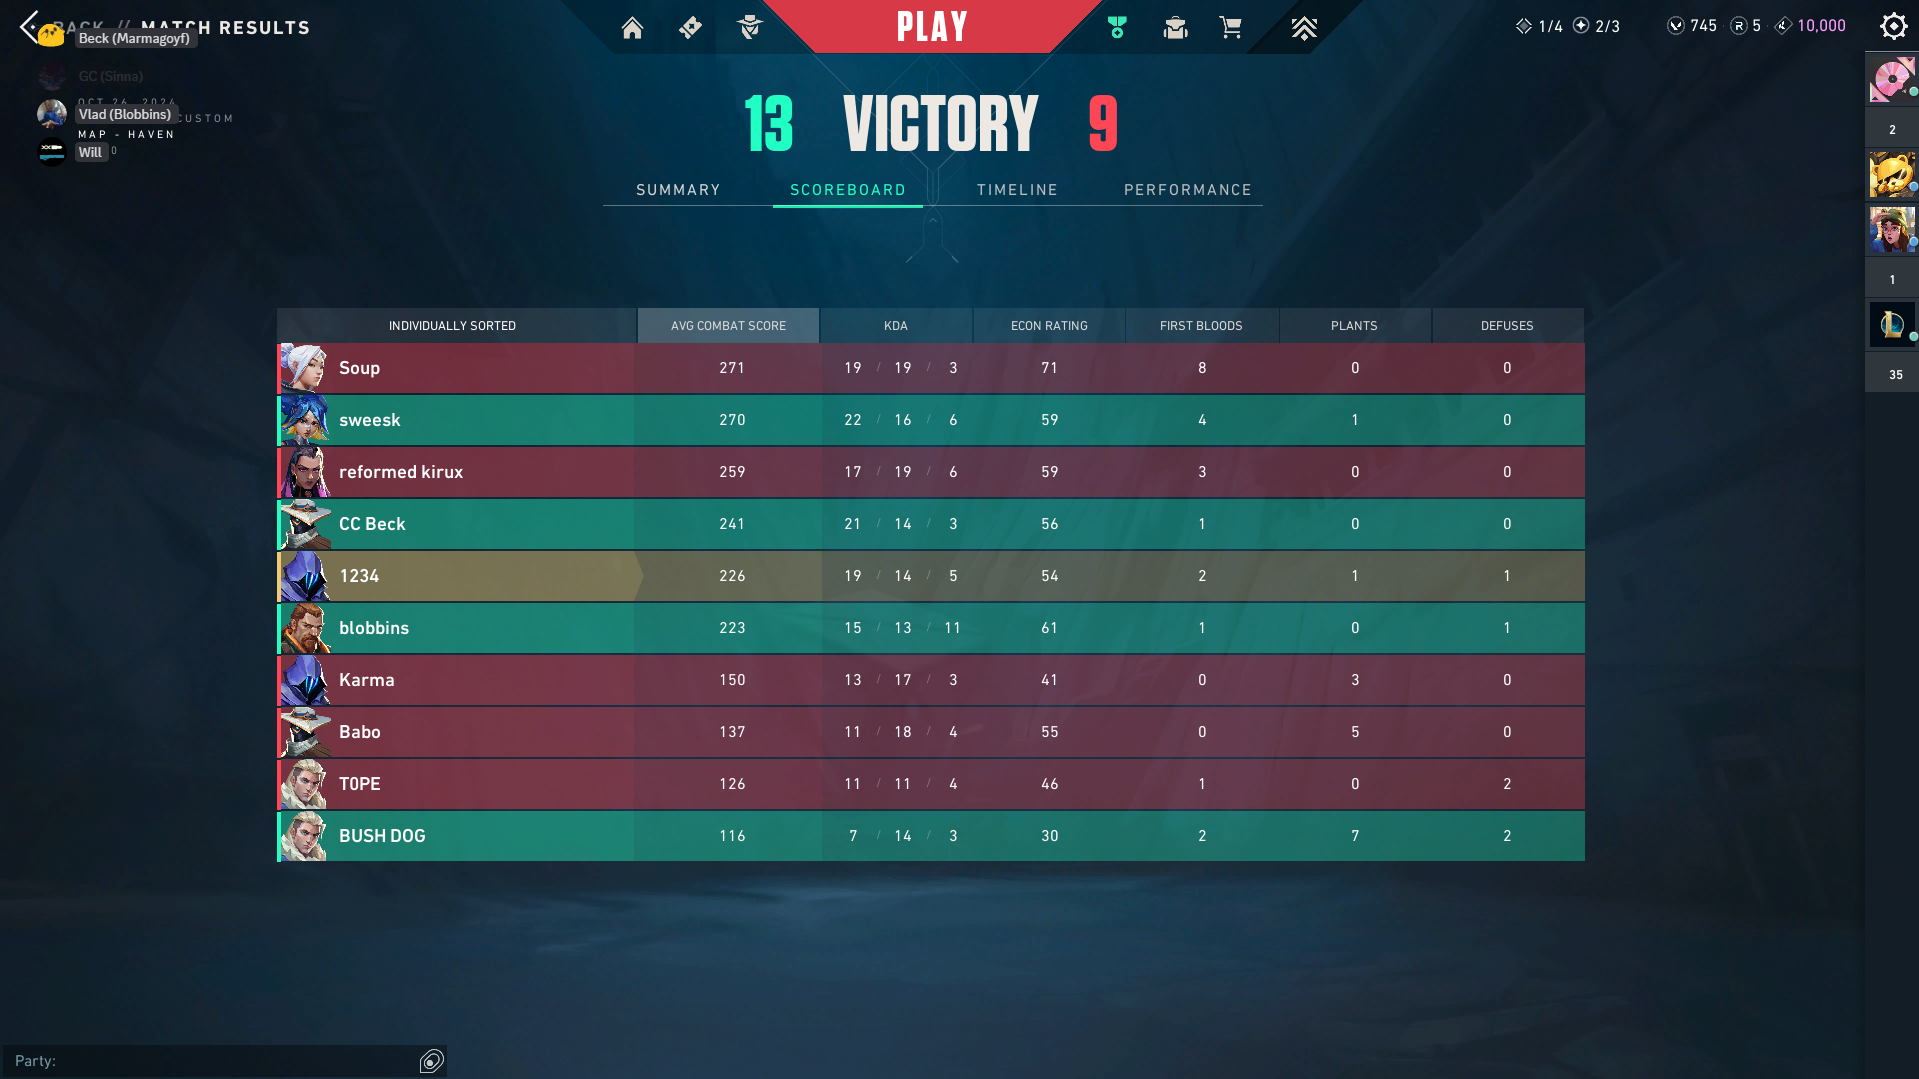 BACK // MATCH RESULTS
Beck (Marmagoyf)
GC (Sinna)
OCT 26, 2024
Vlad (Blobbins)
CUSTOM
MAP - HAVEN
Will
0
PLAY
1/4
2/3
745
5
10,000
13 VICTORY 9
SUMMARY SCOREBOARD TIMELINE PERFORMANCE
INDIVIDUALLY SORTED AVG COMBAT SCORE KDA ECON RATING FIRST BLOODS PLANTS DEFUSES
Soup 271 19 / 19 / 3 71 8 0 0
sweesk 270 22 / 16 / 6 59 4 1 0
reformed kirux 259 17 / 19 / 6 59 3 0 0
CC Beck 241 21 / 14 / 3 56 1 0 0
1234 226 19 / 14 / 5 54 2 1 1
blobbins 223 15 / 13 / 11 61 1 0 1
Karma 150 13 / 17 / 3 41 0 3 0
Babo 137 11 / 18 / 4 55 0 5 0
T0PE 126 11 / 11 / 4 46 1 0 2
BUSH DOG 116 7 / 14 / 3 30 2 7 2
2
1
35
Party: